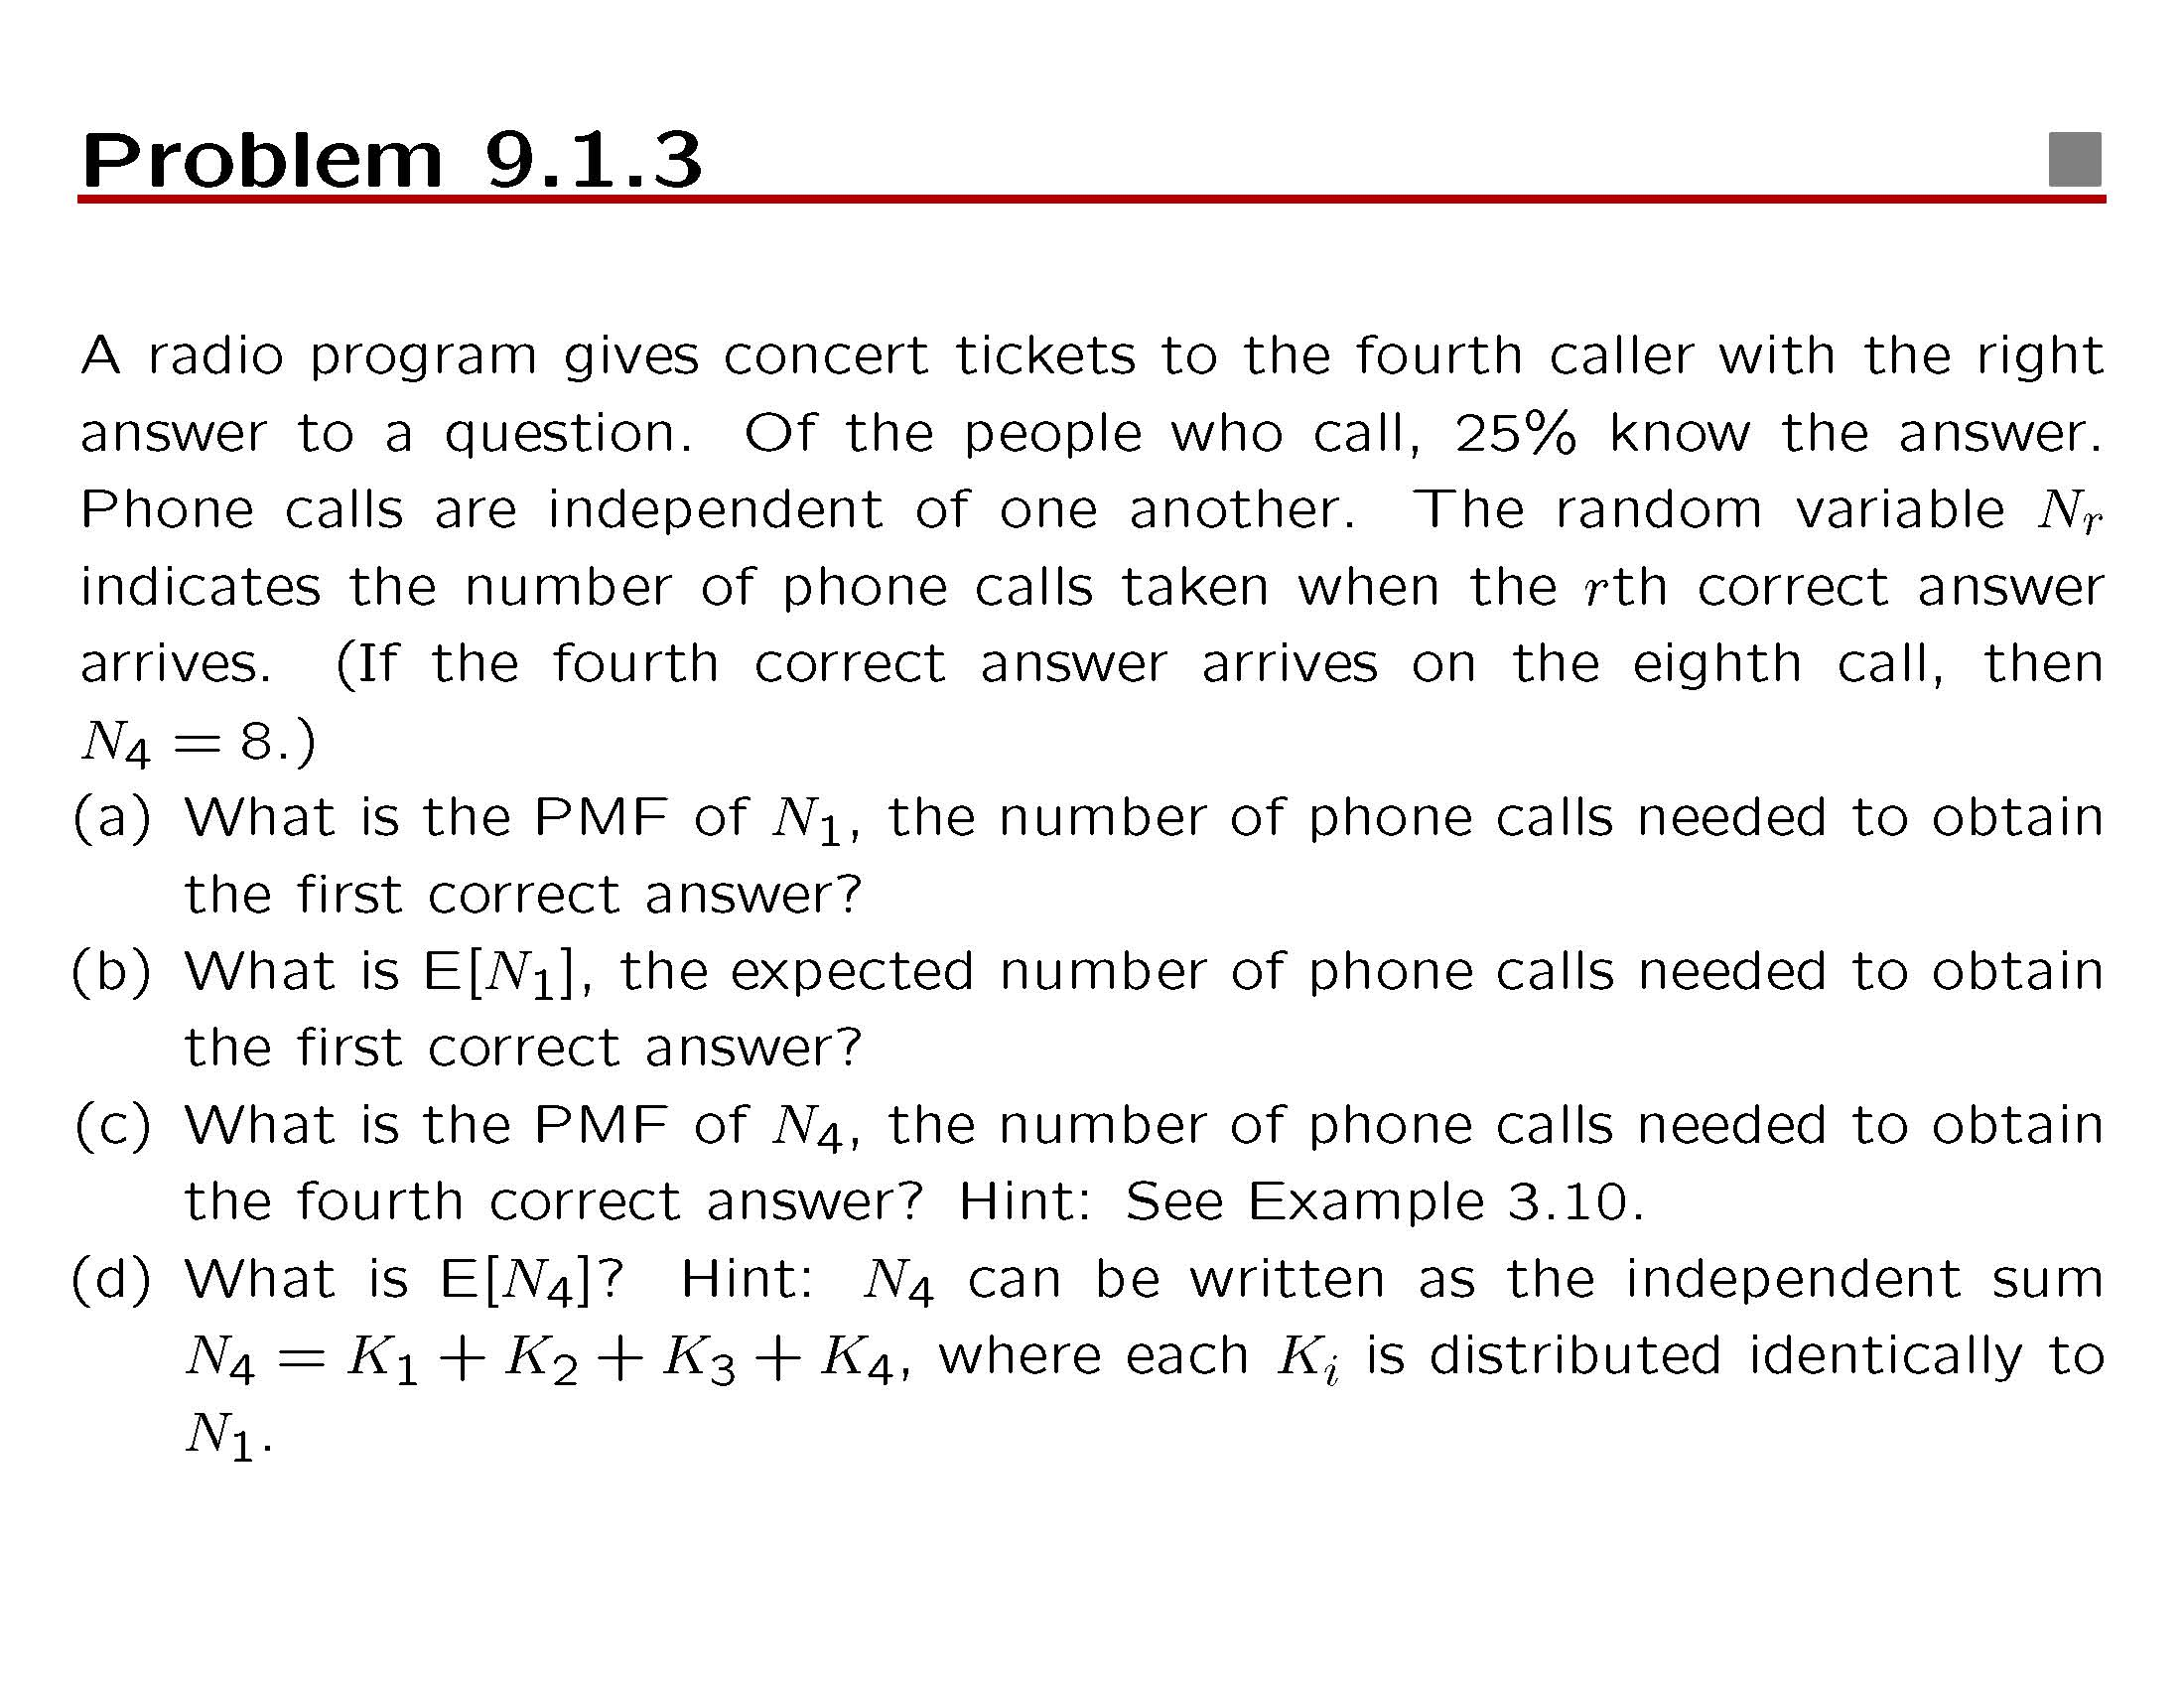 Problem 9.1.3
A radio program gives concert tickets to the fourth caller with the right
answer to a question. Of the people who call, 25% know the answer.
Phone calls are independent of one another. The random variable N_r
indicates the number of phone calls taken when the rth correct answer
arrives. (If the fourth correct answer arrives on the eighth call, then
N_4 = 8.)
(a) What is the PMF of N_1, the number of phone calls needed to obtain
the first correct answer?
(b) What is E[N_1], the expected number of phone calls needed to obtain
the first correct answer?
(c) What is the PMF of N_4, the number of phone calls needed to obtain
the fourth correct answer? Hint: See Example 3.10.
(d) What is E[N_4]? Hint: N_4 can be written as the independent sum
N_4 = K_1 + K_2 + K_3 + K_4, where each K_i is distributed identically to
N_1.